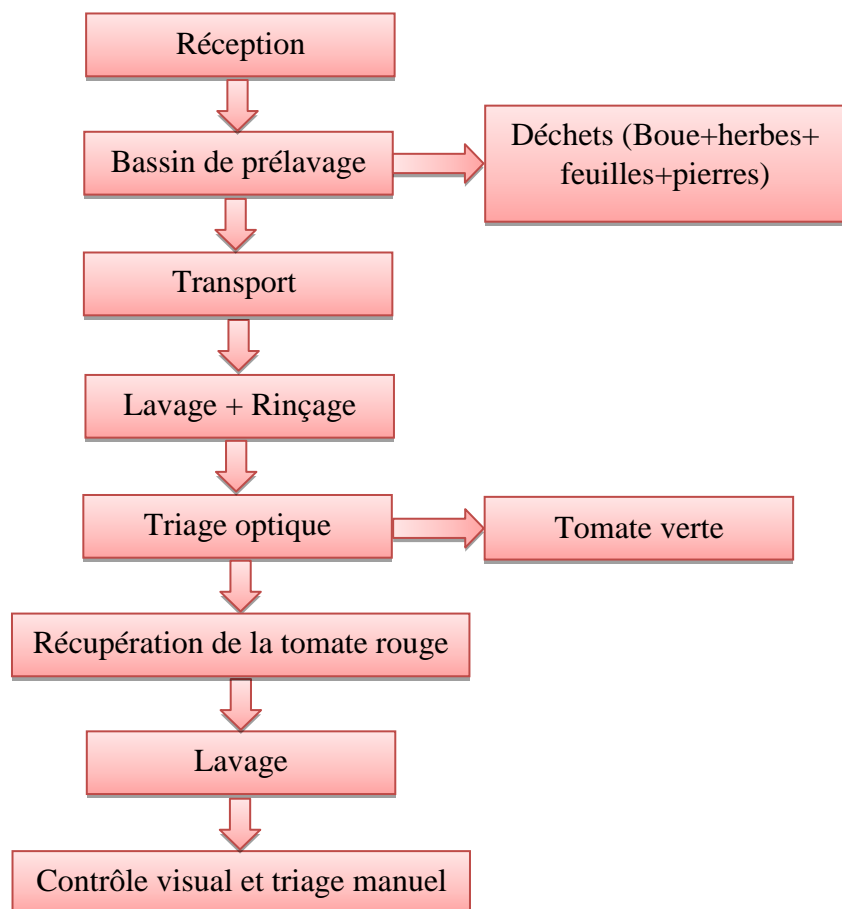 Réception
Bassin de prélavage
Déchets (Boue+herbes+
feuilles+pierres)
Transport
Lavage + Rinçage
Triage optique
Tomate verte
Récupération de la tomate rouge
Lavage
Contrôle visual et triage manuel